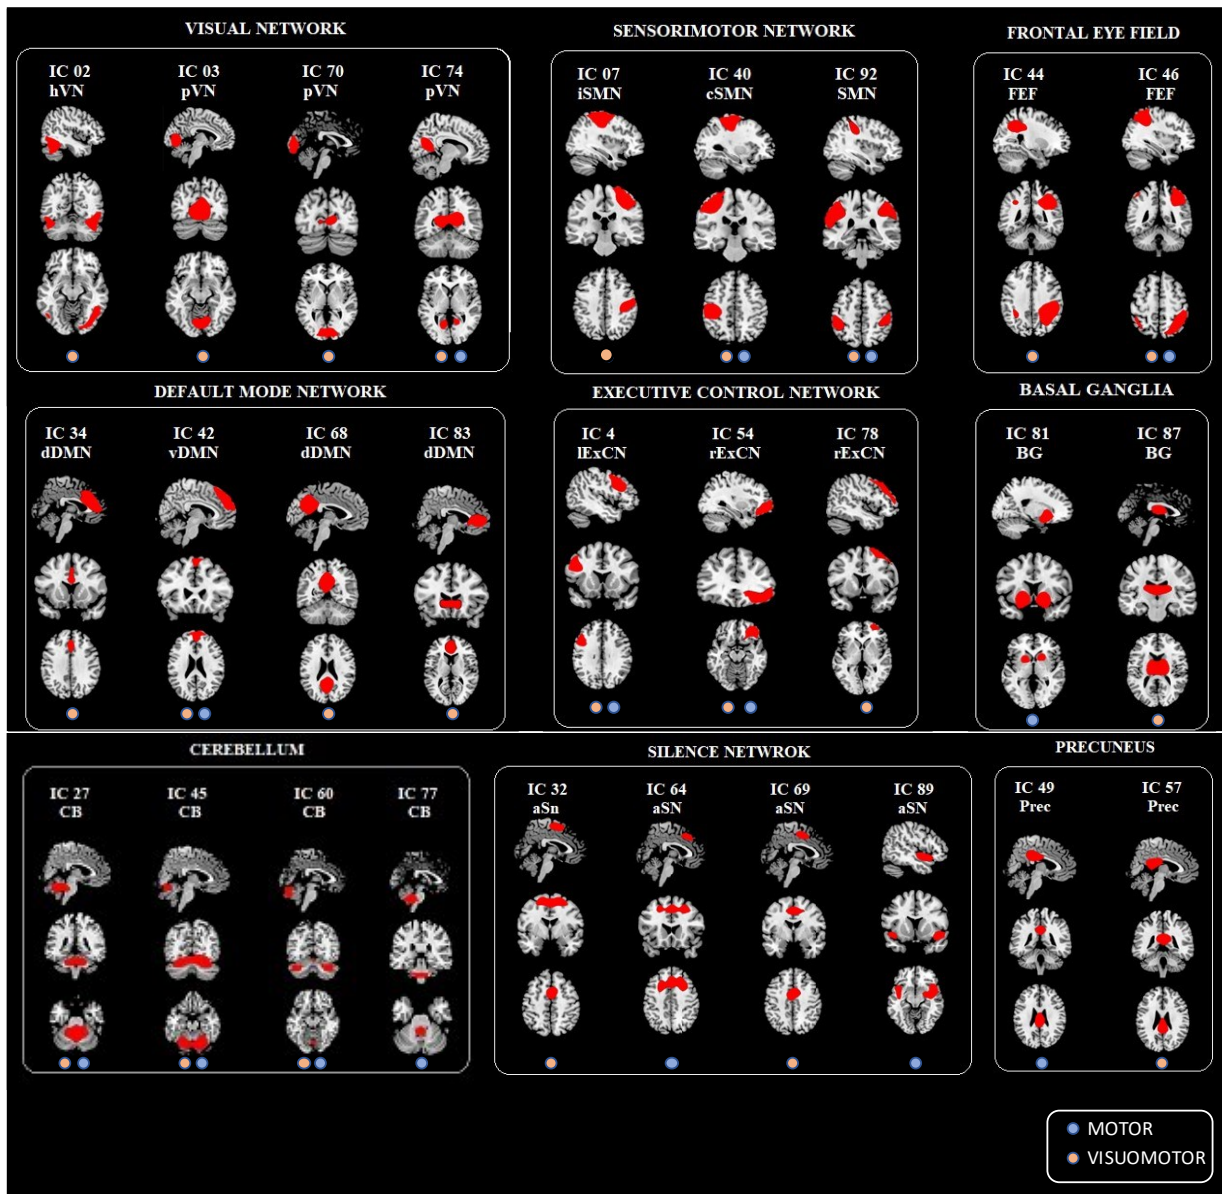 VISUAL NETWORK
IC 02
hVN
IC 03
pVN
IC 70
pVN
IC 74
pVN
SENSORIMOTOR NETWORK
IC 07
iSMN
IC 40
cSMN
IC 92
SMN
FRONTAL EYE FIELD
IC 44
FEF
IC 46
FEF
DEFAULT MODE NETWORK
IC 34
dDMN
IC 42
vDMN
IC 68
dDMN
IC 83
dDMN
EXECUTIVE CONTROL NETWORK
IC 4
lExCN
IC 54
rExCN
IC 78
rExCN
BASAL GANGLIA
IC 81
BG
IC 87
BG
CEREBELLUM
IC 27
CB
IC 45
CB
IC 60
CB
IC 77
CB
SILENCE NETWROK
IC 32
aSn
IC 64
aSN
IC 69
aSN
IC 89
aSN
PRECUNEUS
IC 49
Prec
IC 57
Prec
MOTOR
VISUOMOTOR